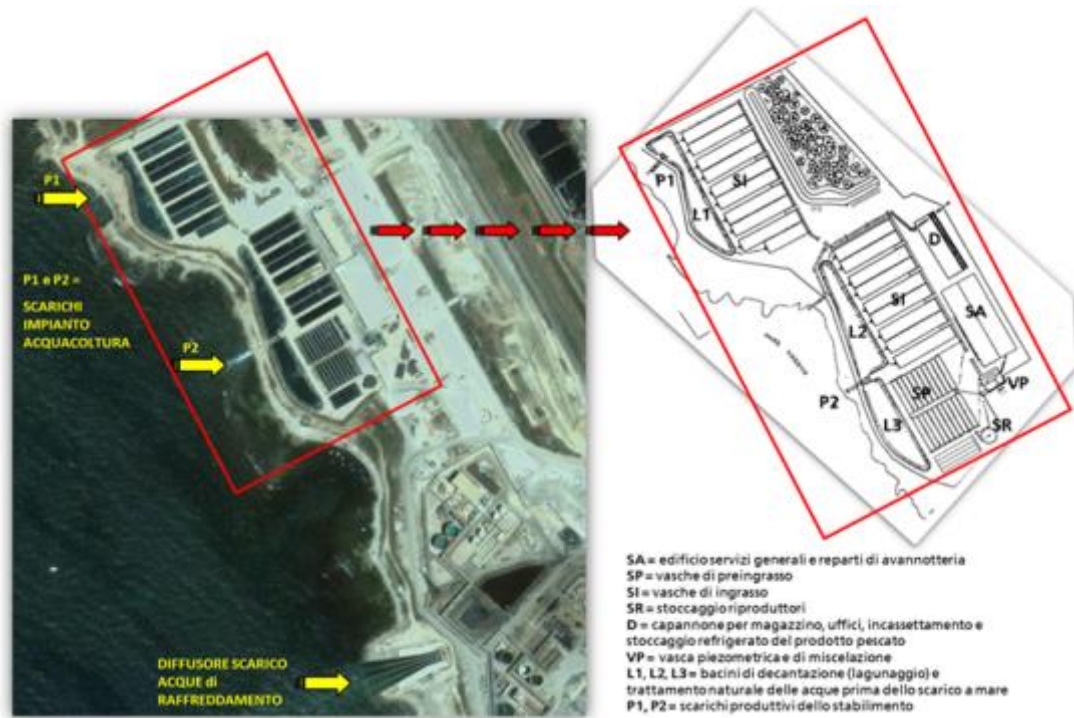 P1
P1 e P2 =
SCARICHI
IMPIANTO
ACQUACOLTURA
P2
DIFFUSORE SCARICO
ACQUE di
RAFFREDDAMENTO
P1
L1
SI
D
SI
L2
SA
P2
SP
VP
L3
SR
SA = edificio servizi generali e reparti di avannotteria
SP = vasche di preingrasso
SI = vasche di ingrasso
SR = stoccaggio riproduttori
D = capannone per magazzino, uffici, incassettamento e
stoccaggio refrigerato del prodotto pescato
VP = vasca piezometrica e di miscelazione
L1, L2, L3 = bacini di decantazione (lagunaggio) e
trattamento naturale delle acque prima dello scarico a mare
P1, P2 = scarichi produttivi dello stabilimento